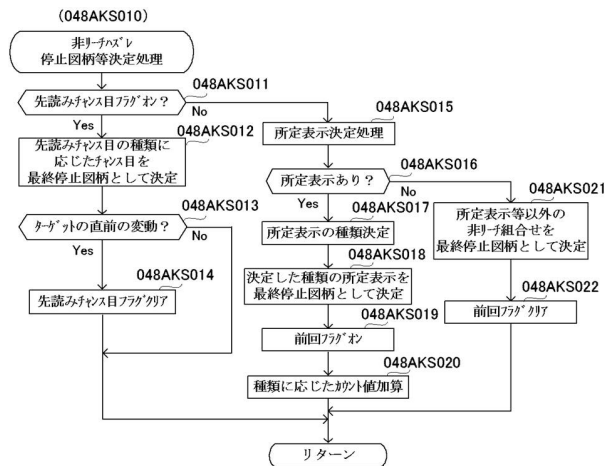 (048AKS010)
非ﾘｰﾁﾊｽﾞﾚ
停止図柄等決定処理
048AKS011
先読みﾁｬﾝｽ目ﾌﾗｸﾞｵﾝ？
No
Yes
048AKS012
先読みﾁｬﾝｽ目の種類に
応じたﾁｬﾝｽ目を
最終停止図柄として決定
048AKS013
ﾀｰｹﾞｯﾄの直前の変動？
No
Yes
048AKS014
先読みﾁｬﾝｽ目ﾌﾗｸﾞｸﾘｱ
048AKS015
所定表示決定処理
048AKS016
所定表示あり？
No
Yes
048AKS017
所定表示の種類決定
048AKS018
決定した種類の所定表示を
最終停止図柄として決定
048AKS019
前回ﾌﾗｸﾞｵﾝ
048AKS020
種類に応じたｶｳﾝﾄ値加算
048AKS021
所定表示等以外の
非ﾘｰﾁ組合せを
最終停止図柄として決定
048AKS022
前回ﾌﾗｸﾞｸﾘｱ
リターン